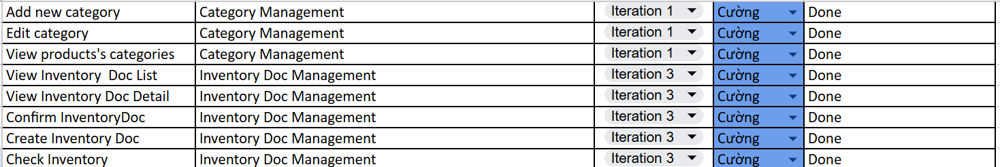 Add new category Category Management Iteration 1 Cường Done
Edit category Category Management Iteration 1 Cường Done
View products's categories Category Management Iteration 1 Cường Done
View Inventory  Doc List Inventory Doc Management Iteration 3 Cường Done
View Inventory Doc Detail Inventory Doc Management Iteration 3 Cường Done
Confirm InventoryDoc Inventory Doc Management Iteration 3 Cường Done
Create Inventory Doc Inventory Doc Management Iteration 3 Cường Done
Check Inventory Inventory Doc Management Iteration 3 Cường Done